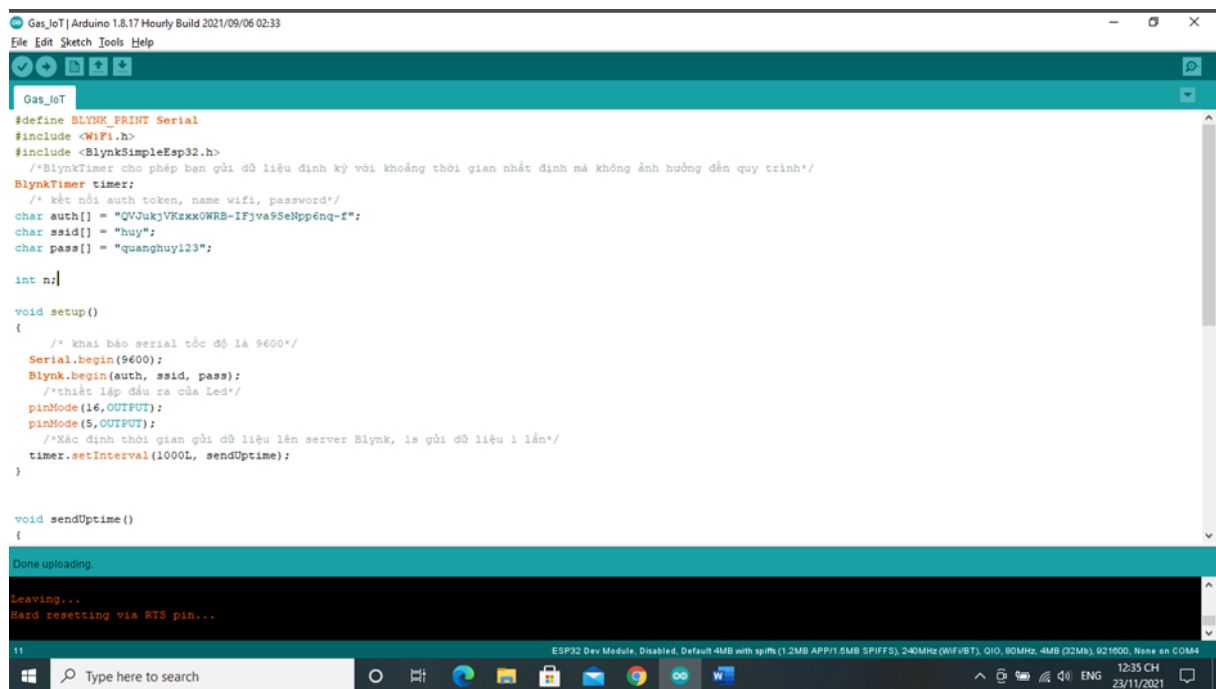 Gas_IoT | Arduino 1.8.17 Hourly Build 2021/09/06 02:33
File Edit Sketch Tools Help
Gas_IoT
#define BLYNK_PRINT Serial
#include <WiFi.h>
#include <BlynkSimpleEsp32.h>
/*BlynkTimer cho phép bạn gửi dữ liệu định kỳ với khoảng thời gian nhất định mà không ảnh hưởng đến quy trình*/
BlynkTimer timer;
/* kết nối auth token, name wifi, password*/
char auth[] = "QVJukjVKzxx0WRB-IFjva9SeNpp6nq-f";
char ssid[] = "huy";
char pass[] = "quanghuy123";
int n;
void setup()
{
/* khai báo serial tốc độ là 9600*/
Serial.begin(9600);
Blynk.begin(auth, ssid, pass);
/*thiết lập đầu ra của Led*/
pinMode(16,OUTPUT);
pinMode(5,OUTPUT);
/*Xác định thời gian gửi dữ liệu lên server Blynk, 1s gửi dữ liệu 1 lần*/
timer.setInterval(1000L, sendUptime);
}
void sendUptime()
{
Done uploading.
Leaving...
Hard resetting via RTS pin...
11 ESP32 Dev Module, Disabled, Default 4MB with spiffs (1.2MB APP/1.5MB SPIFFS), 240MHz (WiFi/BT), QIO, 80MHz, 4MB (32Mb), 921600, None on COM4
Type here to search
ENG
12:35 CH
23/11/2021